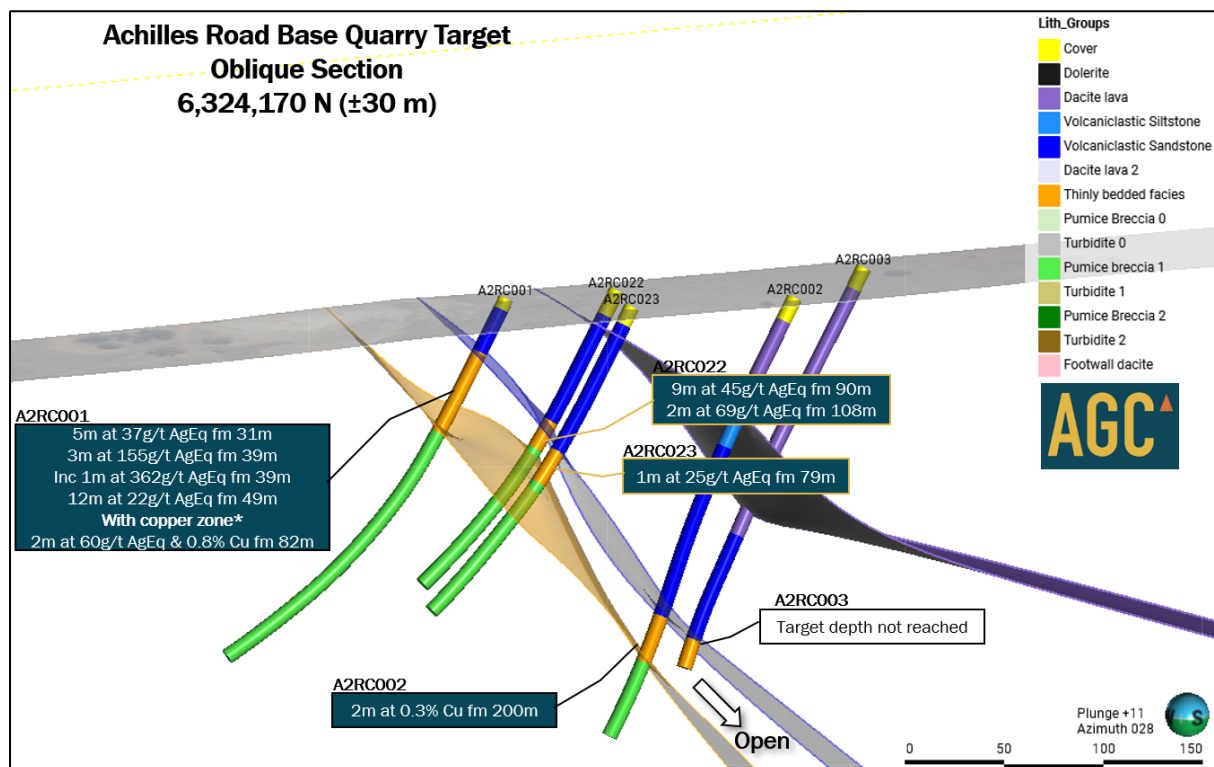 Achilles Road Base Quarry Target
Oblique Section
6,324,170 N (±30 m)
Lith_Groups
Cover
Dolerite
Dacite lava
Volcaniclastic Siltstone
Volcaniclastic Sandstone
Dacite lava 2
Thinly bedded facies
Pumice Breccia 0
Turbidite 0
Pumice breccia 1
Turbidite 1
Pumice Breccia 2
Turbidite 2
Footwall dacite
AGC
A2RC001
A2RC022
A2RC023
A2RC002
A2RC003
A2RC022
9m at 45g/t AgEq fm 90m
2m at 69g/t AgEq fm 108m
A2RC023
1m at 25g/t AgEq fm 79m
A2RC001
5m at 37g/t AgEq fm 31m
3m at 155g/t AgEq fm 39m
Inc 1m at 362g/t AgEq fm 39m
12m at 22g/t AgEq fm 49m
With copper zone*
2m at 60g/t AgEq & 0.8% Cu fm 82m
A2RC003
Target depth not reached
A2RC002
2m at 0.3% Cu fm 200m
Open
Plunge +11
Azimuth 028
S
0 50 100 150